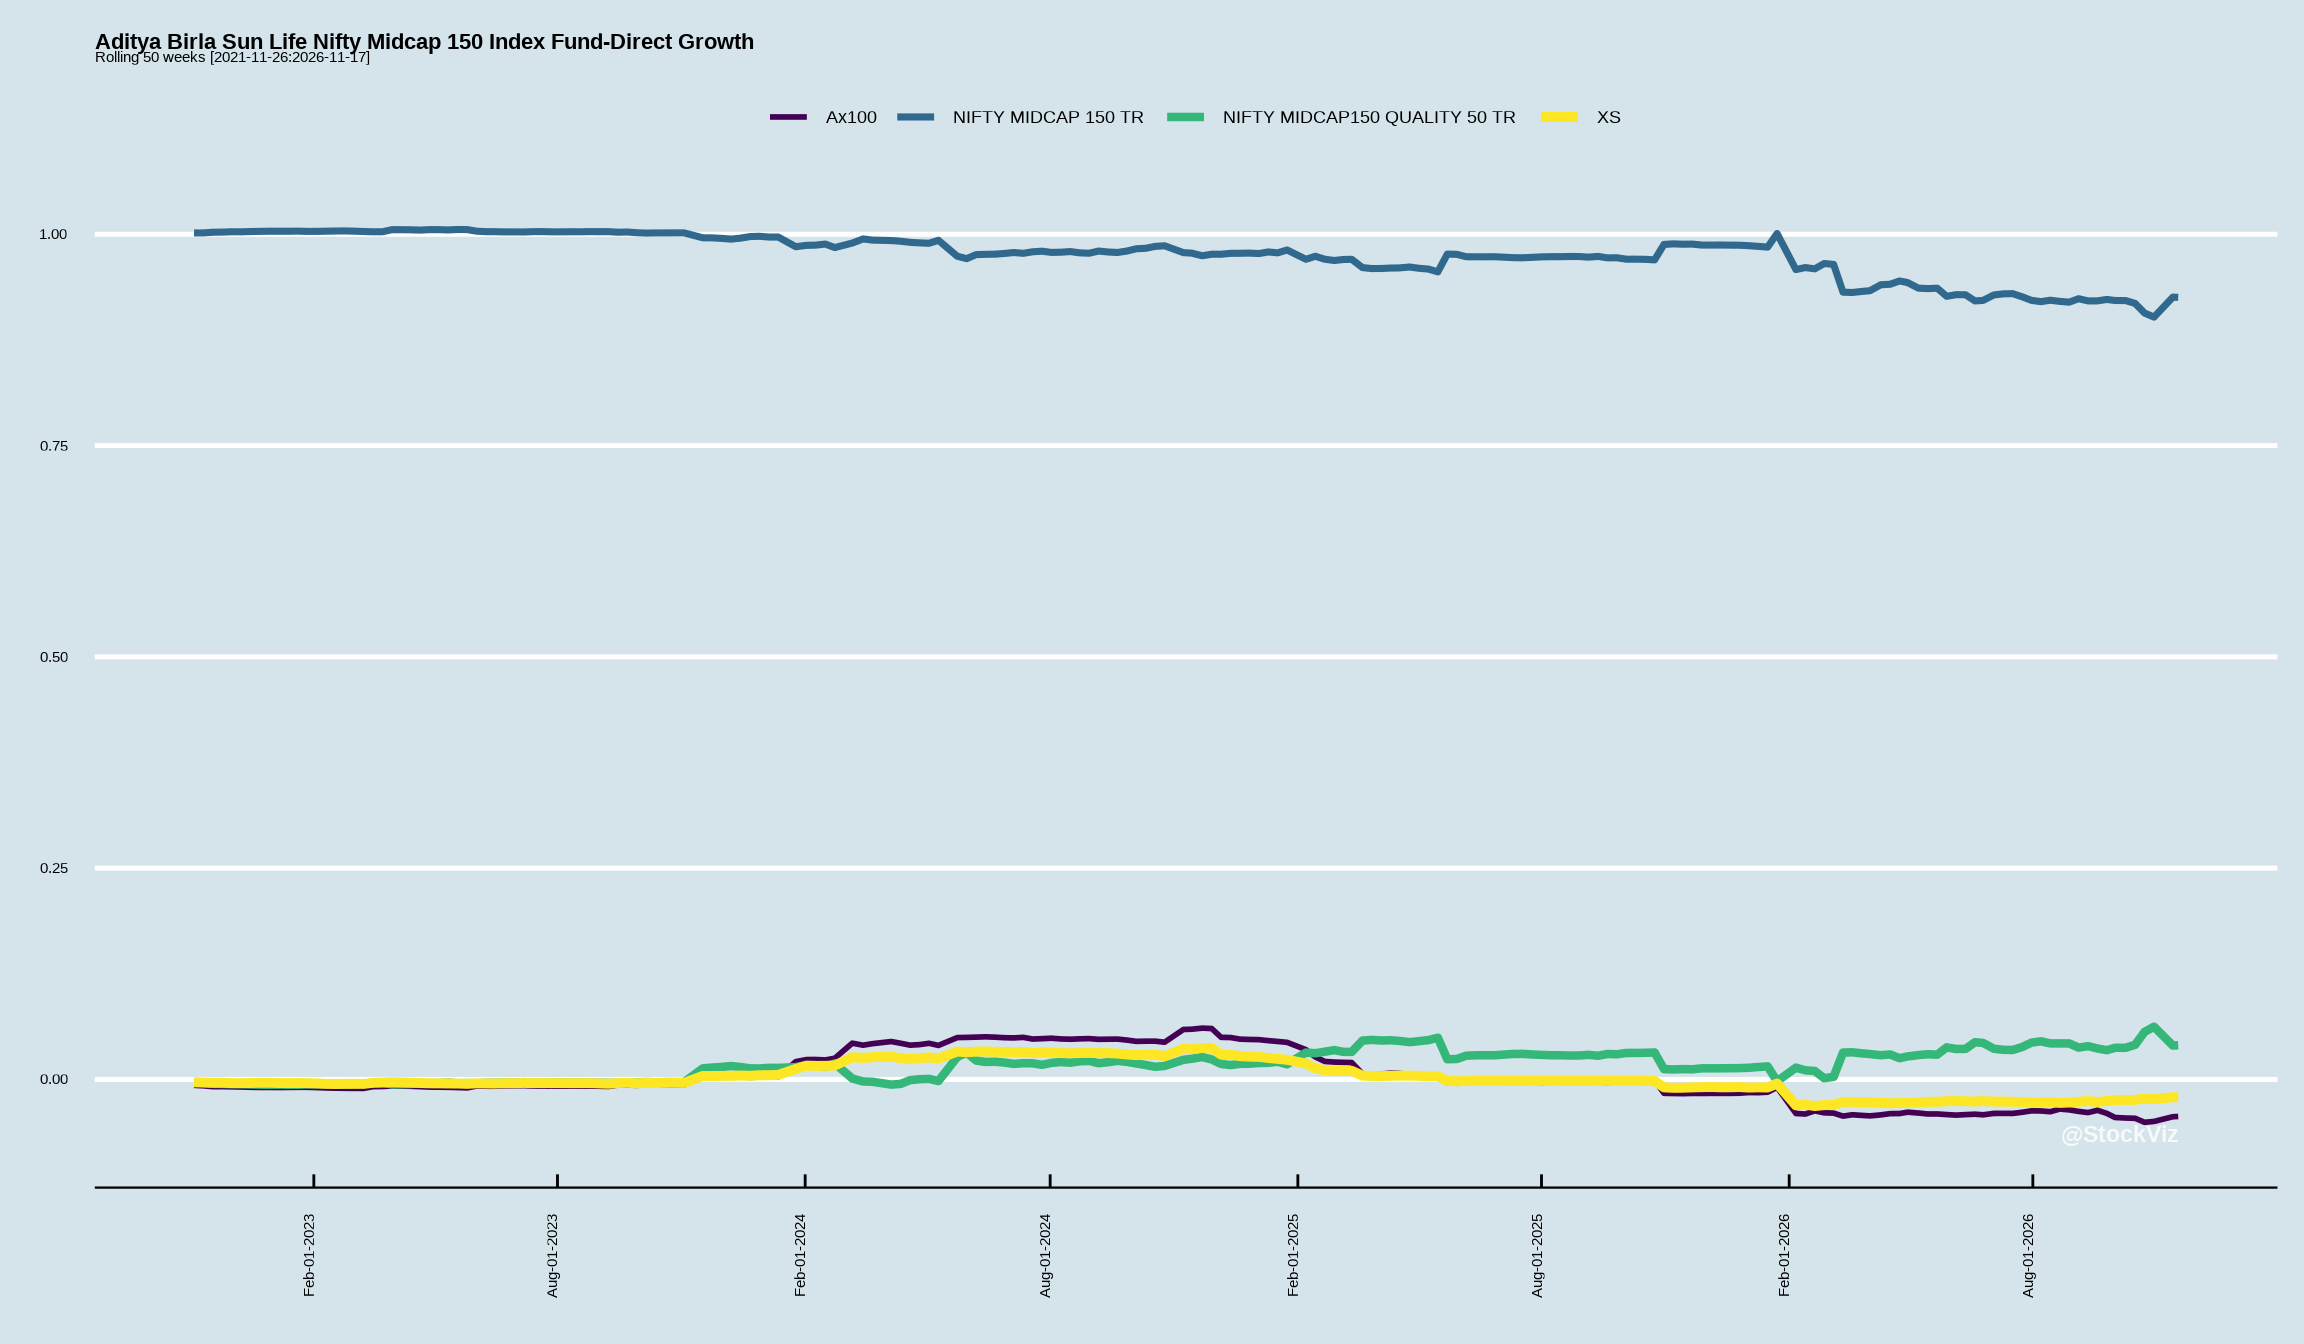 Aditya Birla Sun Life Nifty Midcap 150 Index Fund-Direct Growth
Rolling 50 weeks [2021-11-26:2026-11-17]
Ax100 NIFTY MIDCAP 150 TR NIFTY MIDCAP150 QUALITY 50 TR XS
1.00
0.75
0.50
0.25
0.00
@StockViz
Feb-01-2023 Aug-01-2023 Feb-01-2024 Aug-01-2024 Feb-01-2025 Aug-01-2025 Feb-01-2026 Aug-01-2026